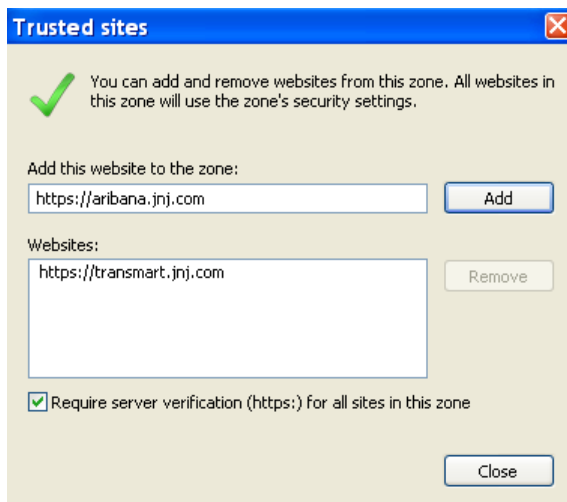 Trusted sites
You can add and remove websites from this zone. All websites in
this zone will use the zone's security settings.
Add this website to the zone:
https://aribana.jnj.com
Add
Websites:
https://transmart.jnj.com
Remove
Require server verification (https:) for all sites in this zone
Close